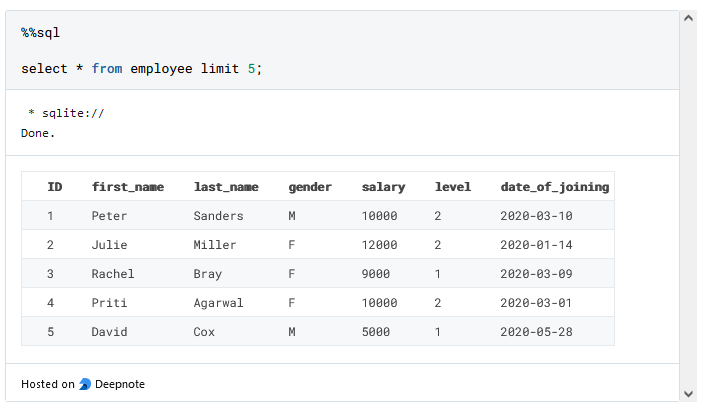 %%sql
select * from employee limit 5;
* sqlite://
Done.
ID first_name last_name gender salary level date_of_joining
1 Peter Sanders M 10000 2 2020-03-10
2 Julie Miller F 12000 2 2020-01-14
3 Rachel Bray F 9000 1 2020-03-09
4 Priti Agarwal F 10000 2 2020-03-01
5 David Cox M 5000 1 2020-05-28
Hosted on Deepnote